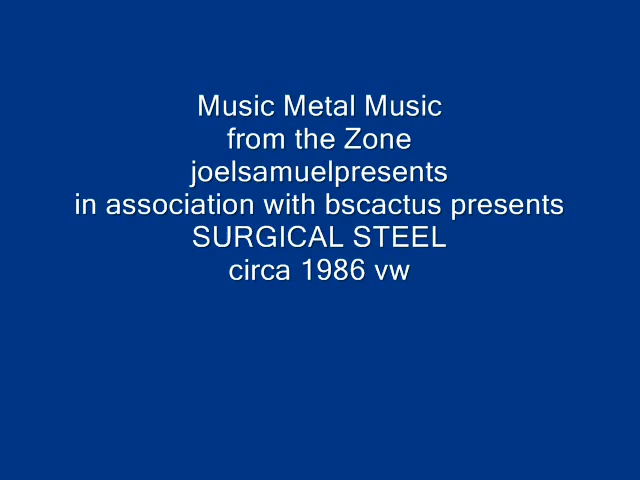 Music Metal Music
from the Zone
joelsamuelpresents
in association with bscactus presents
SURGICAL STEEL
circa 1986 vw